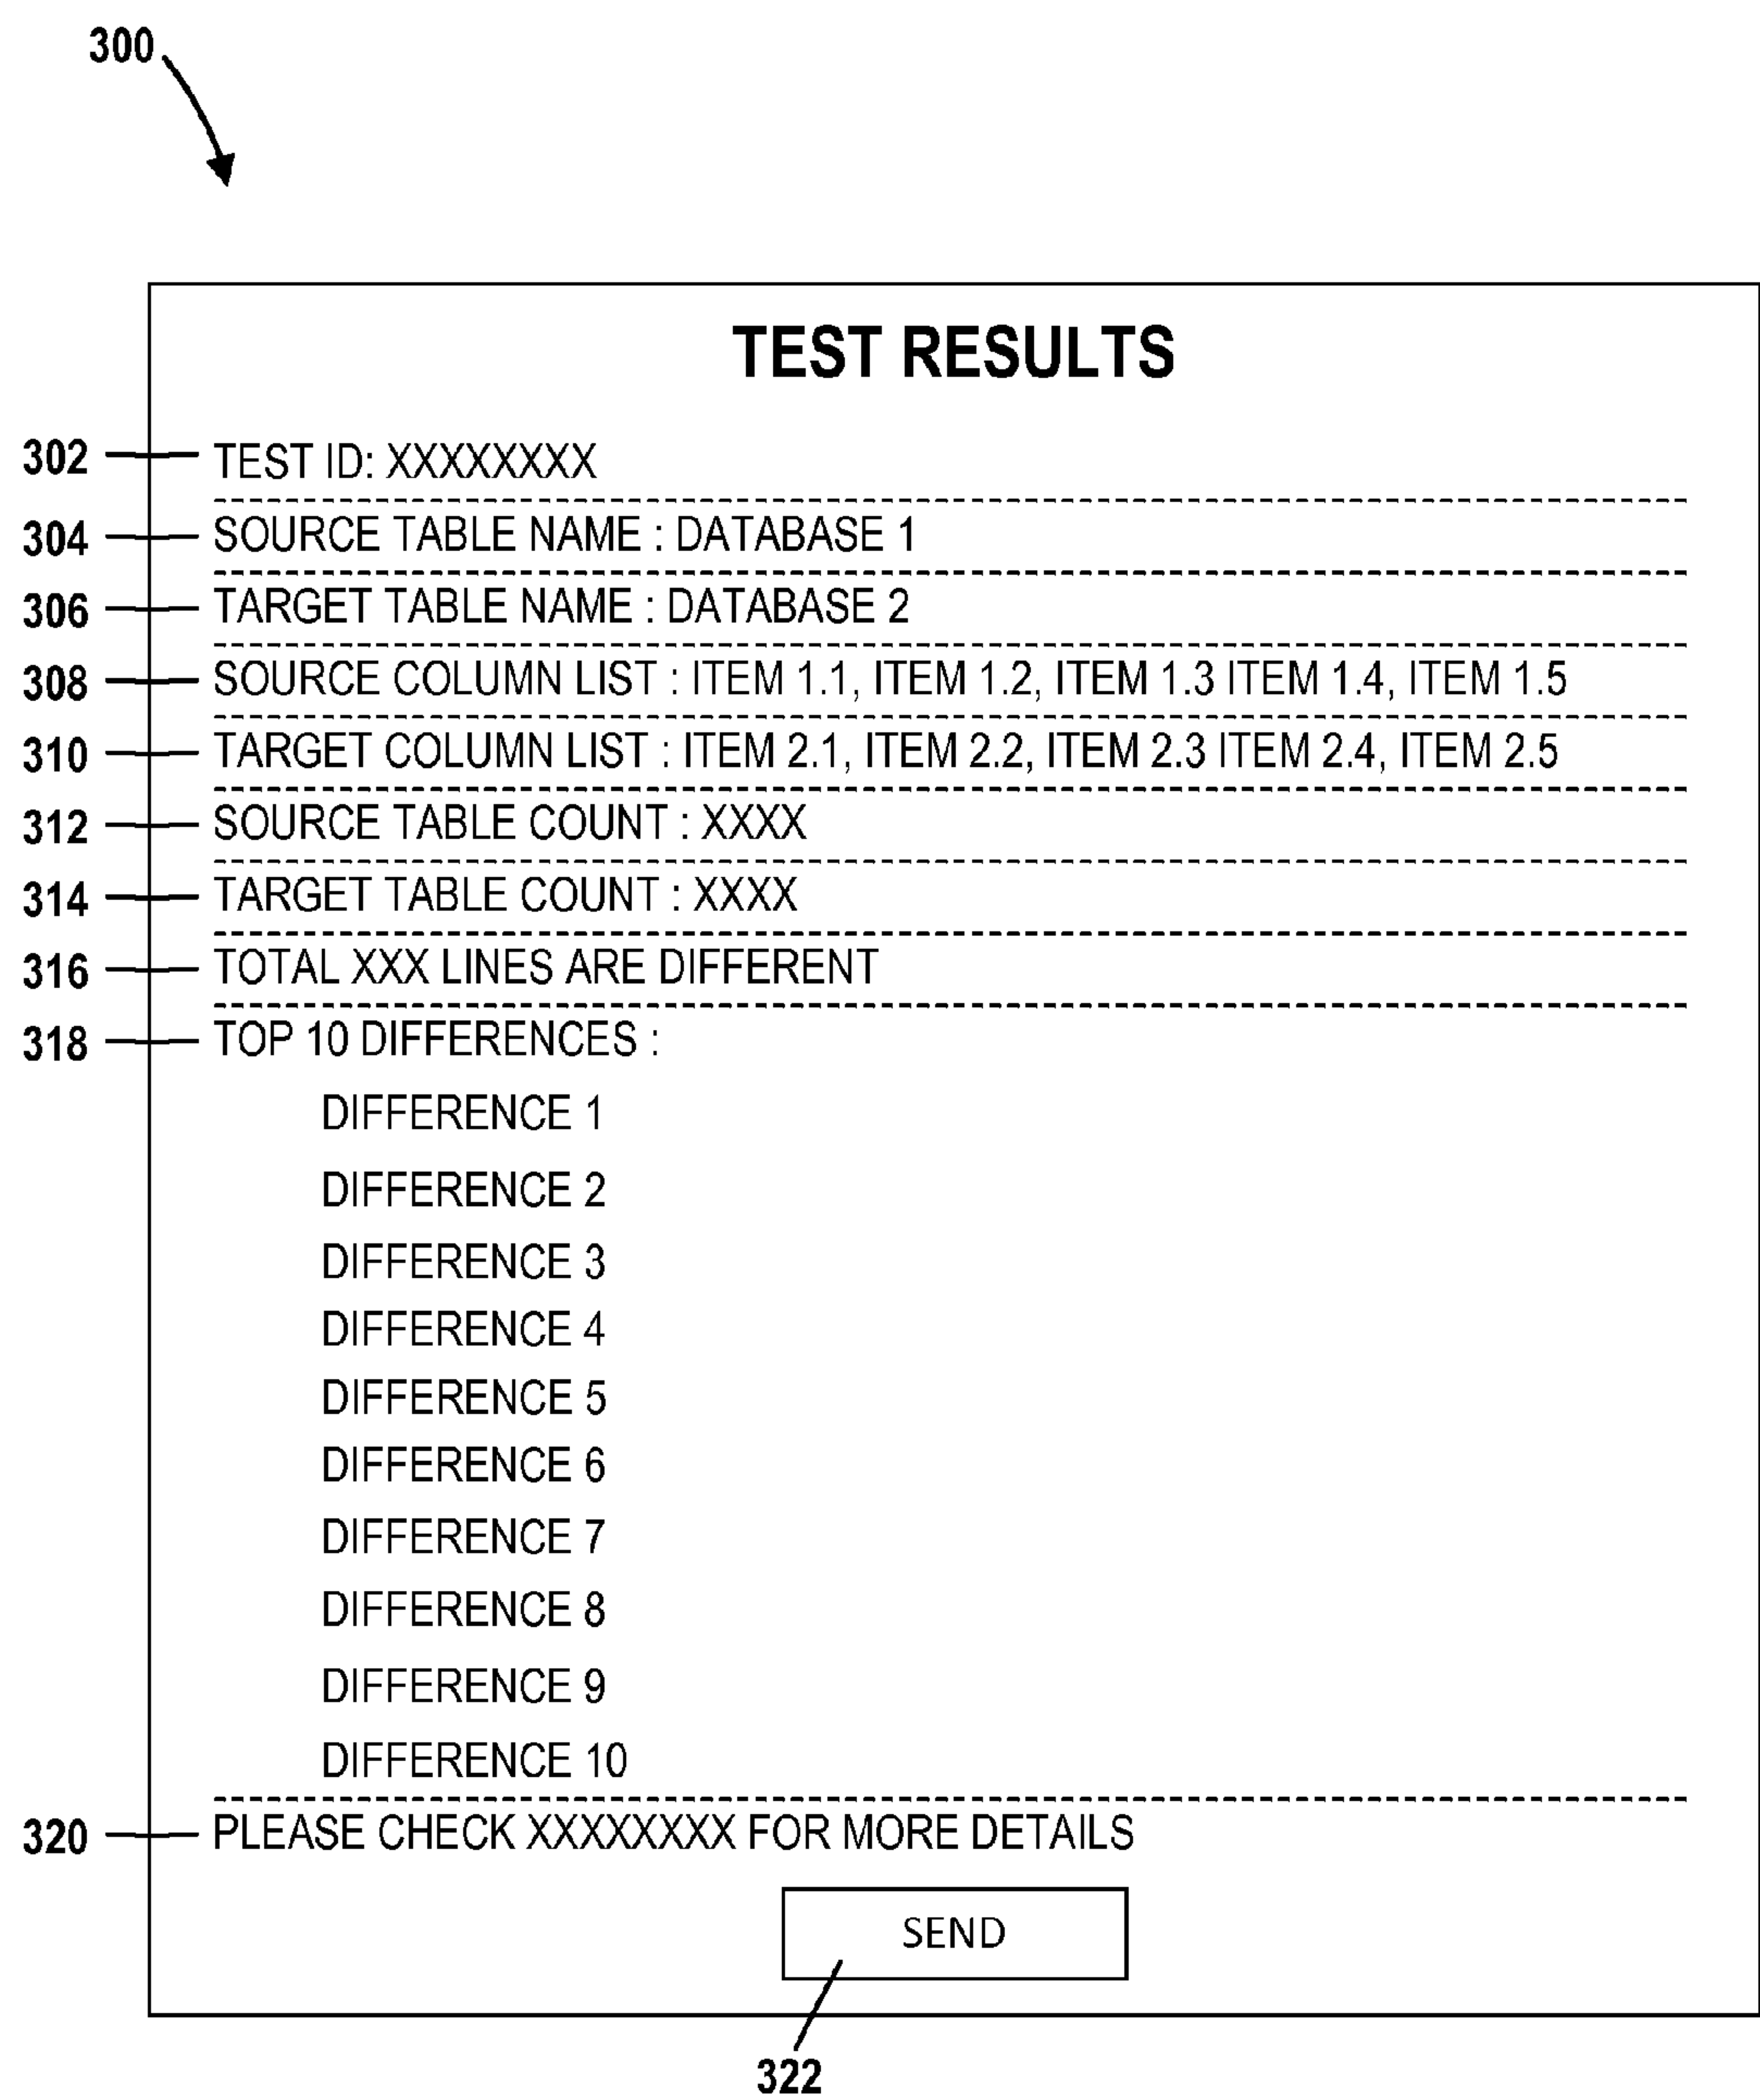 300
TEST RESULTS
302 TEST ID: XXXXXXXX
304 SOURCE TABLE NAME : DATABASE 1
306 TARGET TABLE NAME : DATABASE 2
308 SOURCE COLUMN LIST : ITEM 1.1, ITEM 1.2, ITEM 1.3 ITEM 1.4, ITEM 1.5
310 TARGET COLUMN LIST : ITEM 2.1, ITEM 2.2, ITEM 2.3 ITEM 2.4, ITEM 2.5
312 SOURCE TABLE COUNT : XXXX
314 TARGET TABLE COUNT : XXXX
316 TOTAL XXX LINES ARE DIFFERENT
318 TOP 10 DIFFERENCES :
DIFFERENCE 1
DIFFERENCE 2
DIFFERENCE 3
DIFFERENCE 4
DIFFERENCE 5
DIFFERENCE 6
DIFFERENCE 7
DIFFERENCE 8
DIFFERENCE 9
DIFFERENCE 10
320 PLEASE CHECK XXXXXXXX FOR MORE DETAILS
SEND
322